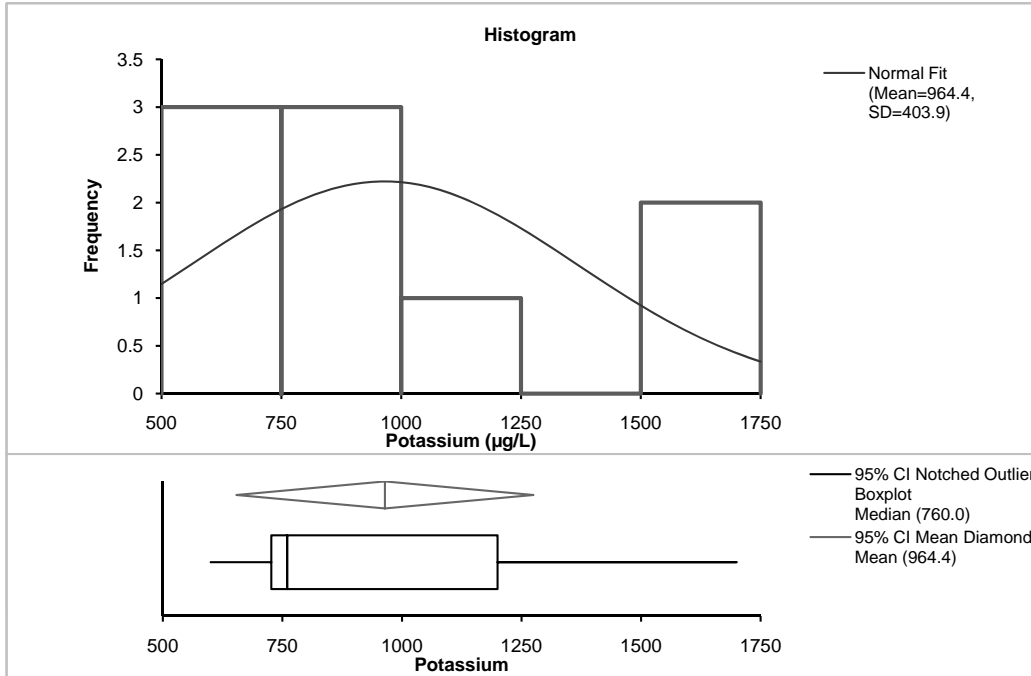 Histogram
3.5
3
2.5
2
1.5
1
0.5
0
Frequency
500 750 1000 1250 1500 1750
Potassium (µg/L)
Normal Fit
(Mean=964.4,
SD=403.9)
500 750 1000 1250 1500 1750
Potassium
95% CI Notched Outlier
Boxplot
Median (760.0)
95% CI Mean Diamond
Mean (964.4)